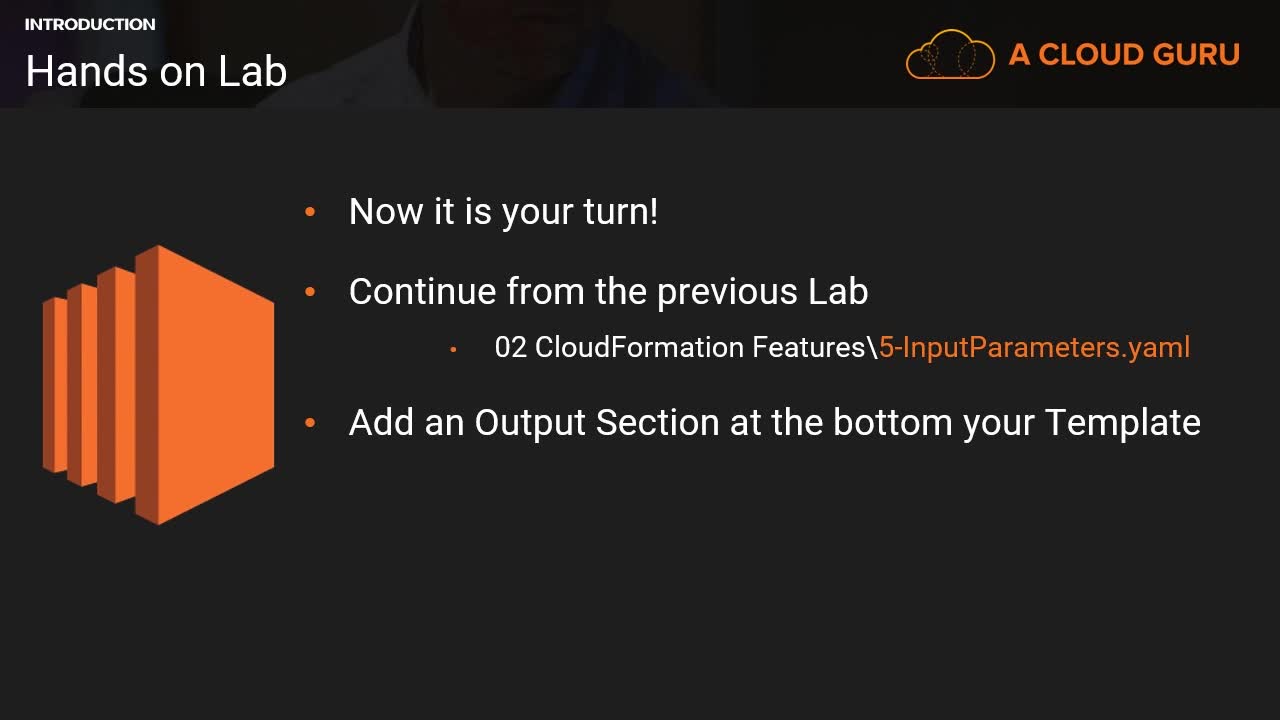 INTRODUCTION
Hands on Lab
A CLOUD GURU
• Now it is your turn!
• Continue from the previous Lab
• 02 CloudFormation Features\5-InputParameters.yaml
• Add an Output Section at the bottom your Template